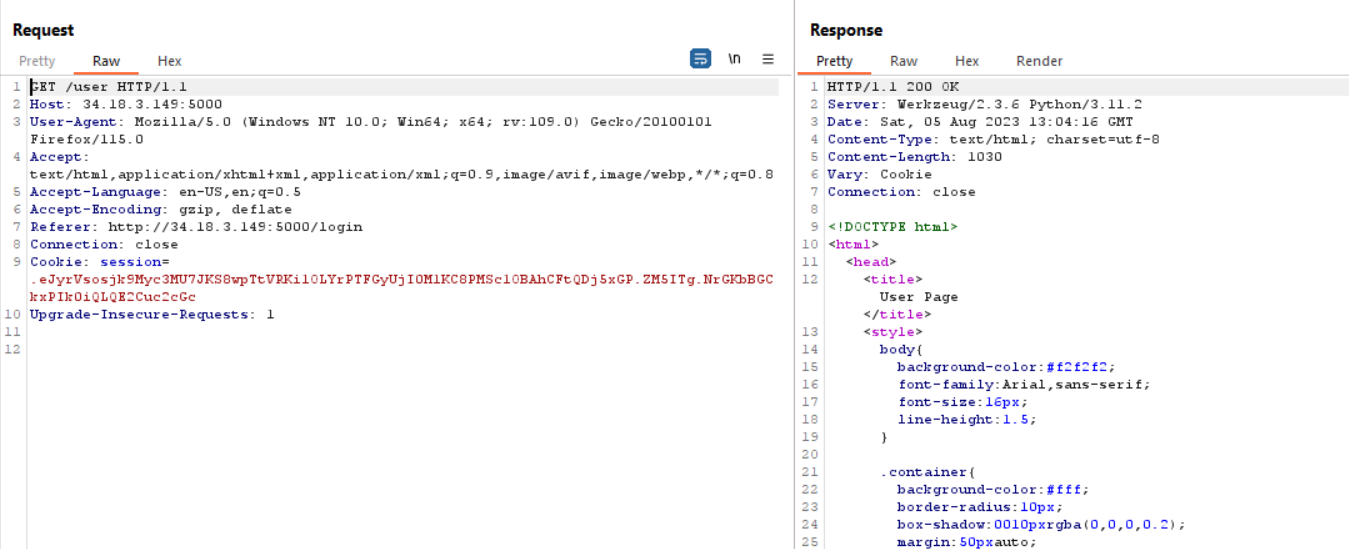 Request
Pretty Raw Hex
\n
1 GET /user HTTP/1.1
2 Host: 34.18.3.149:5000
3 User-Agent: Mozilla/5.0 (Windows NT 10.0; Win64; x64; rv:109.0) Gecko/20100101
Firefox/115.0
4 Accept:
text/html,application/xhtml+xml,application/xml;q=0.9,image/avif,image/webp,*/*;q=0.8
5 Accept-Language: en-US,en;q=0.5
6 Accept-Encoding: gzip, deflate
7 Referer: http://34.18.3.149:5000/login
8 Connection: close
9 Cookie: session=
10 Upgrade-Insecure-Requests: 1
11
12
Response
Pretty Raw Hex Render
1 HTTP/1.1 200 OK
2 Server: Werkzeug/2.3.6 Python/3.11.2
3 Date: Sat, 05 Aug 2023 13:04:16 GMT
4 Content-Type: text/html; charset=utf-8
5 Content-Length: 1030
6 Vary: Cookie
7 Connection: close
8
9 <!DOCTYPE html>
10 <html>
11 <head>
12 <title>
User Page
</title>
13 <style>
14 body{
15 background-color:#f2f2f2;
16 font-family:Arial,sans-serif;
17 font-size:16px;
18 line-height:1.5;
19 }
20
21 .container{
22 background-color:#fff;
23 border-radius:10px;
24 box-shadow:0010pxrgba(0,0,0,0.2);
25 margin:50pxauto;